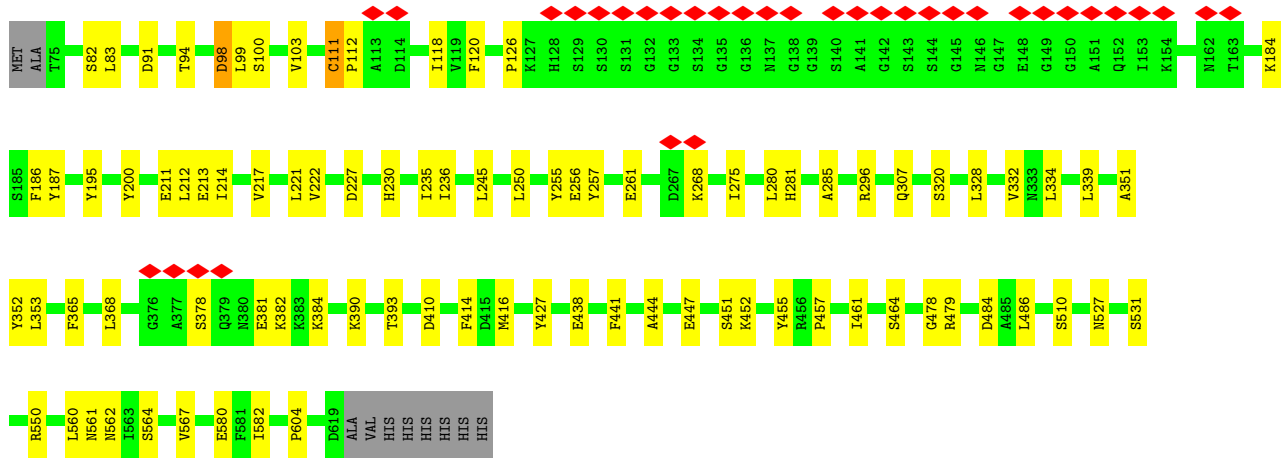 MET ALA T75 S82 L83 D91 T94 D98 L99 S100 V103 C111 P112 A113 D114 I118 V119 F120 P126 K127 H128 S129 S130 S131 G132 G133 S134 G135 G136 N137 G138 G139 S140 A141 G142 S143 S144 G145 N146 G147 E148 G149 G150 A151 Q152 I153 K154 N162 T163 K184
S185 F186 Y187 Y195 Y200 E211 L212 E213 I214 V217 L221 V222 D227 H230 I235 I236 L245 L250 Y255 E256 Y257 E261 D267 K268 I275 L280 H281 A285 R296 Q307 S320 L328 V332 N333 L334 L339 A351
Y352 L353 F365 L368 G376 A377 S378 Q379 N380 E381 K382 K383 K384 K390 T393 D410 F414 D415 M416 Y427 E438 F441 A444 E447 S451 K452 Y455 R456 P457 I461 S464 G478 R479 D484 A485 L486 S510 N527 S531
R550 L560 N561 N562 I563 S564 V567 E580 F581 I582 P604 D619 ALA VAL HIS HIS HIS HIS HIS HIS